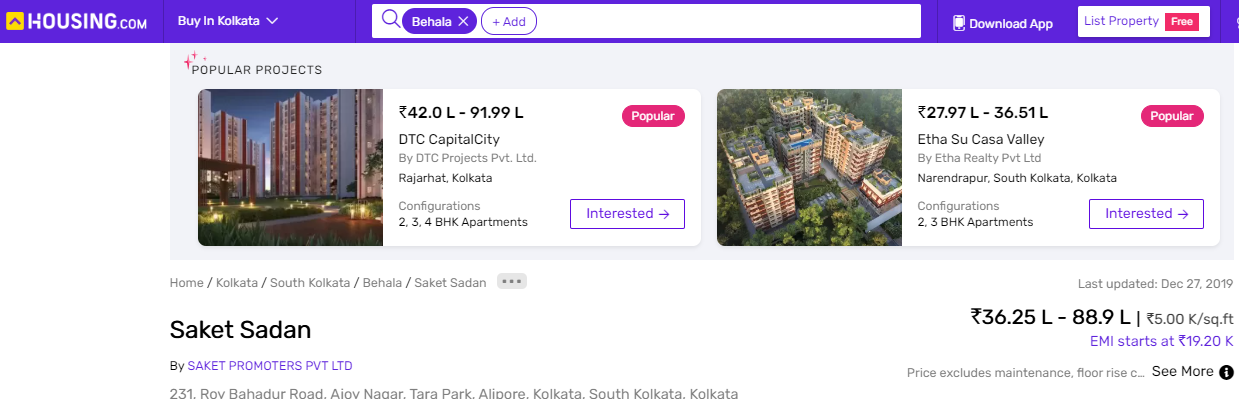 HOUSING.COM
Buy In Kolkata
Behala
+ Add
Download App
List Property Free
POPULAR PROJECTS
₹42.0 L - 91.99 L
Popular
DTC CapitalCity
By DTC Projects Pvt. Ltd.
Rajarhat, Kolkata
Configurations
2, 3, 4 BHK Apartments
Interested →
₹27.97 L - 36.51 L
Popular
Etha Su Casa Valley
By Etha Realty Pvt Ltd
Narendrapur, South Kolkata, Kolkata
Configurations
2, 3 BHK Apartments
Interested →
Home / Kolkata / South Kolkata / Behala / Saket Sadan •••
Last updated: Dec 27, 2019
Saket Sadan
₹36.25 L - 88.9 L | ₹5.00 K/sq.ft
EMI starts at ₹19.20 K
By SAKET PROMOTERS PVT LTD
Price excludes maintenance, floor rise c... See More
231, Roy Bahadur Road, Ajoy Nagar, Tara Park, Alipore, Kolkata, South Kolkata, Kolkata